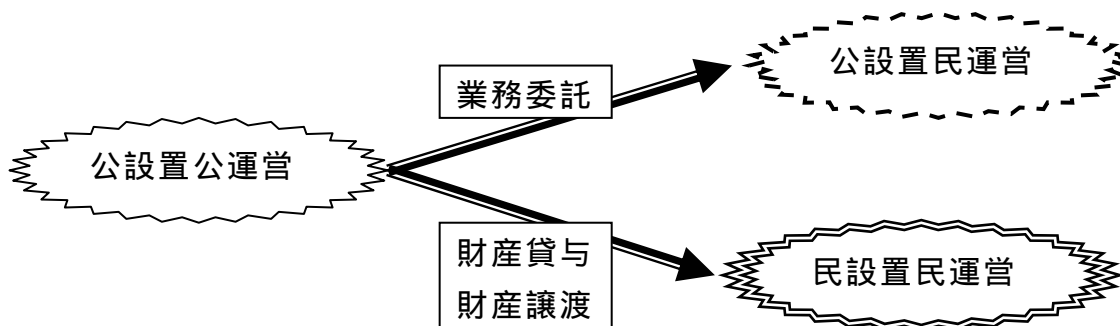 公設置公運営
業務委託
公設置民運営
財産貸与
財産譲渡
民設置民運営